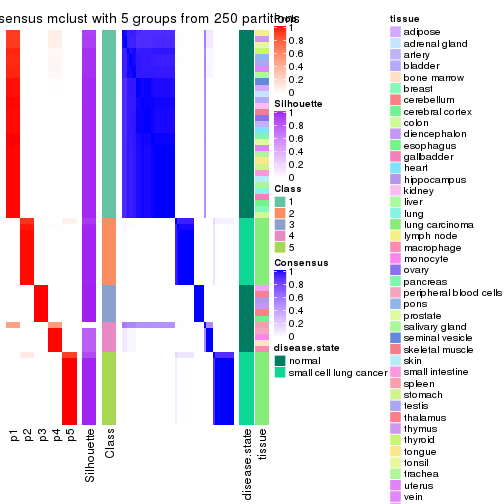 sensus mclust with 5 groups from 250 partitions
1
0.8
0.6
0.4
0.2
0
Silhouette
1
0.8
0.6
0.4
0.2
0
Class
1
2
3
4
5
Consensus
1
0.8
0.6
0.4
0.2
0
disease.state
normal
small cell lung cancer
tissue
adipose
adrenal gland
artery
bladder
bone marrow
breast
cerebellum
cerebral cortex
colon
diencephalon
esophagus
gallbadder
heart
hippocampus
kidney
liver
lung
lung carcinoma
lymph node
macrophage
monocyte
ovary
pancreas
peripheral blood cells
pons
prostate
salivary gland
seminal vesicle
skeletal muscle
skin
small intestine
spleen
stomach
testis
thalamus
thymus
thyroid
tongue
tonsil
trachea
uterus
vein
p1
p2
p3
p4
p5
Silhouette
Class
disease.state
tissue